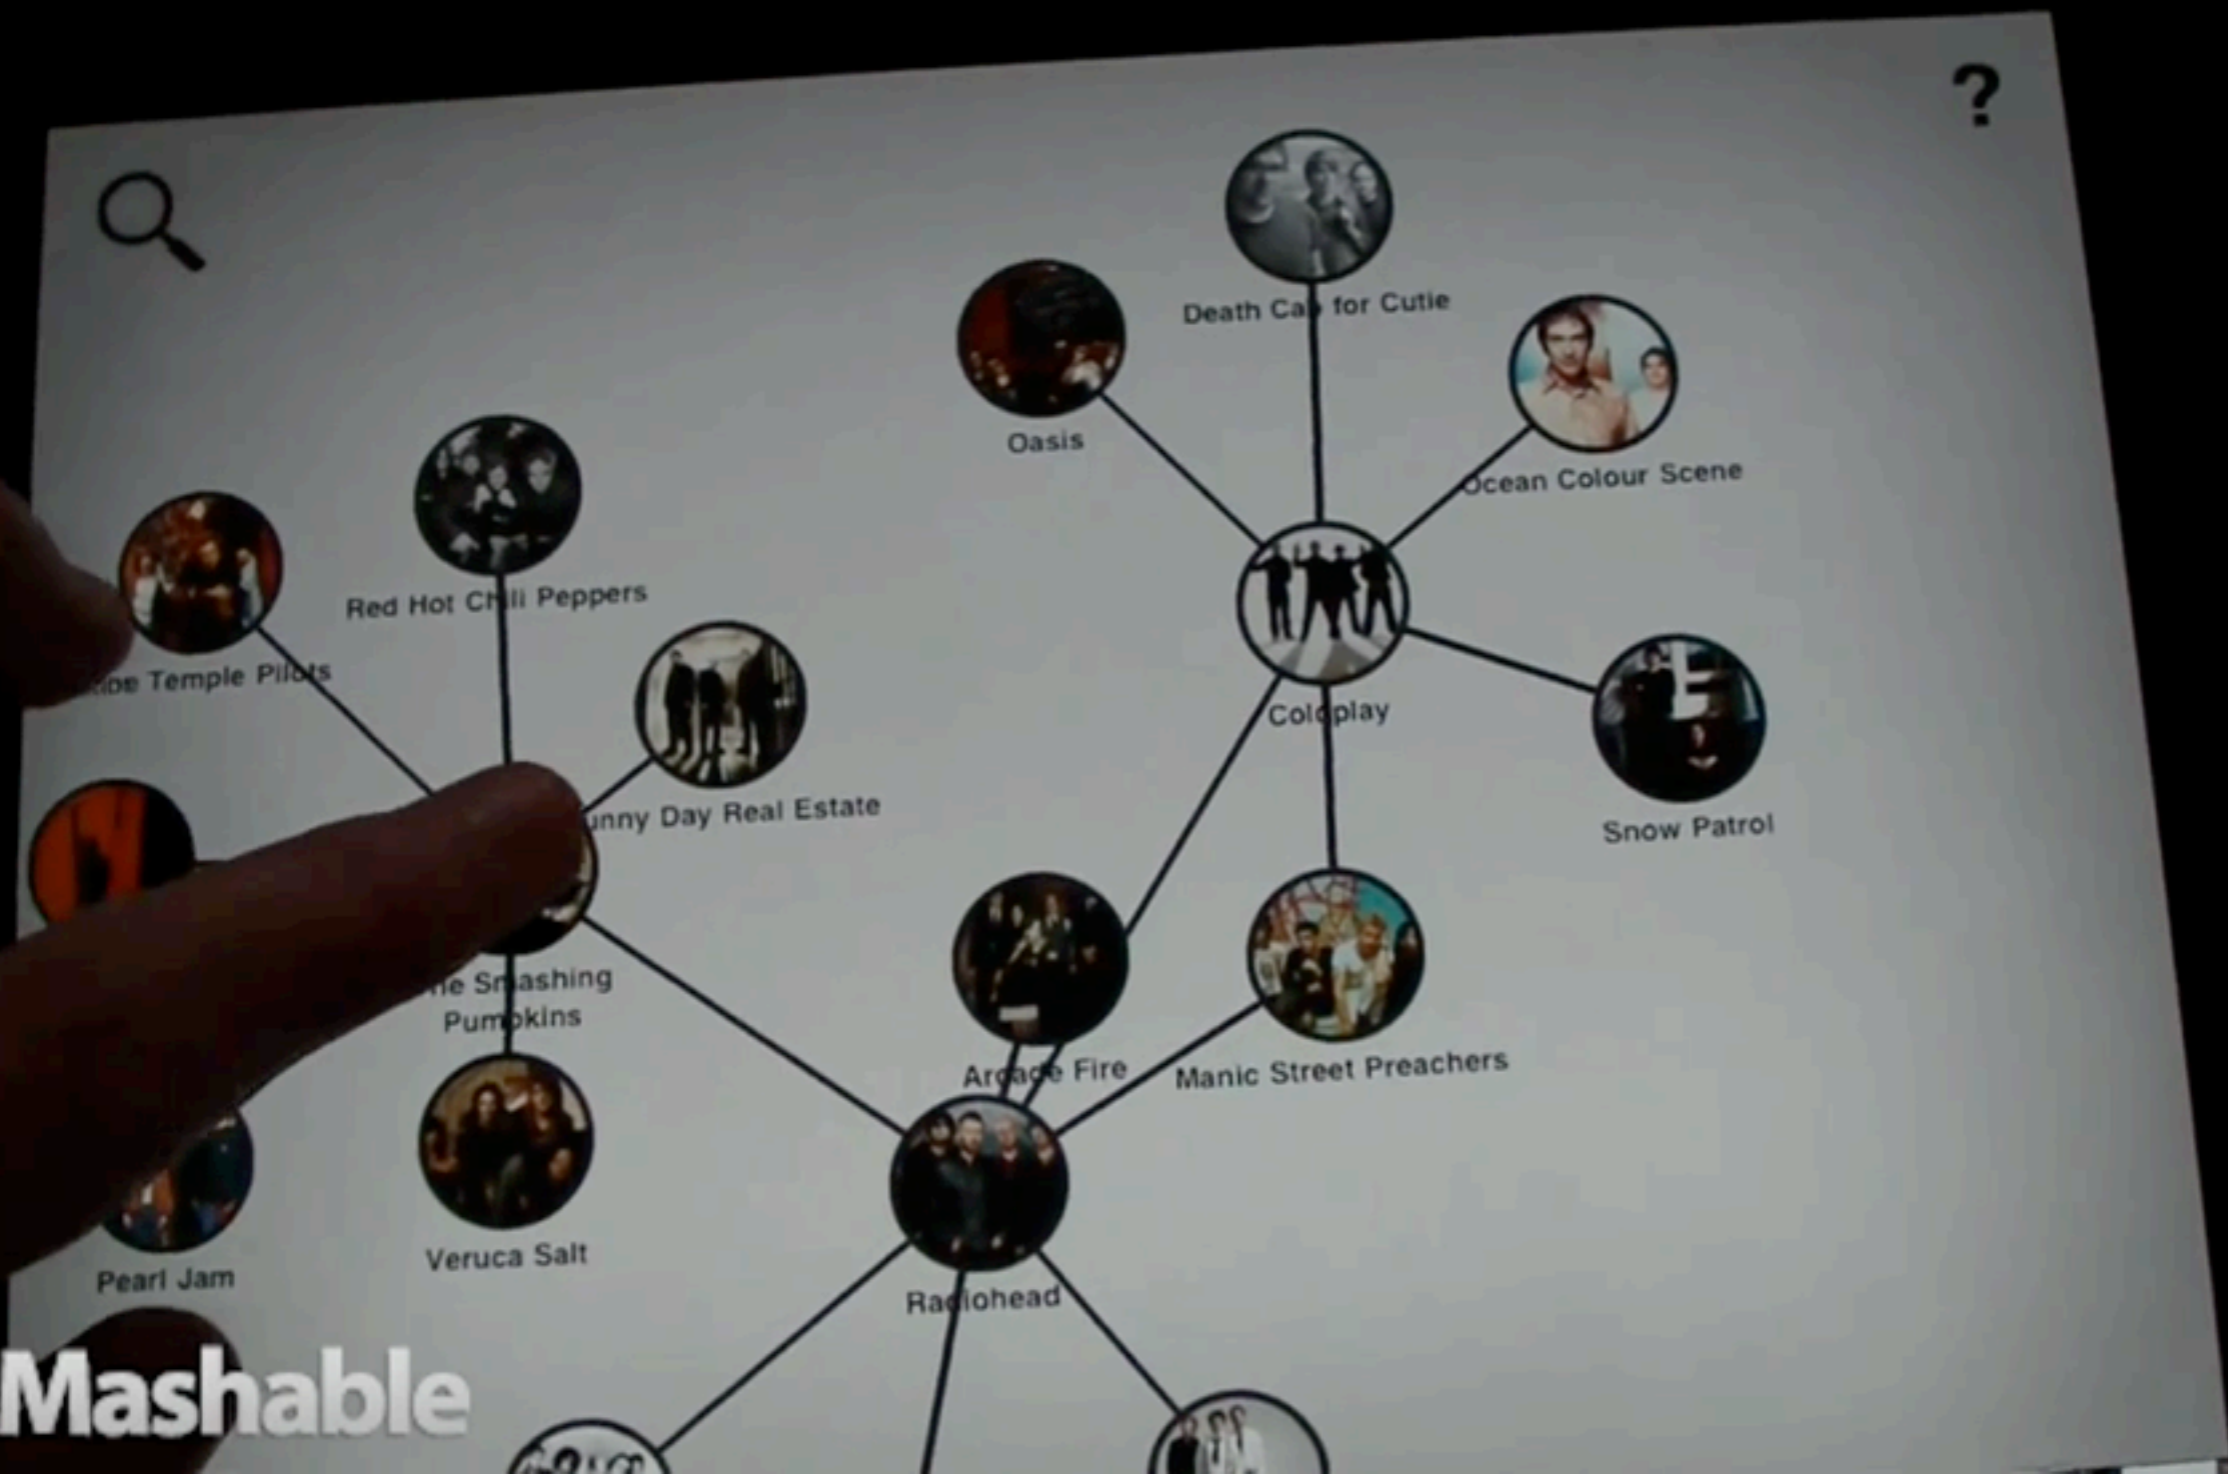 ?
Death Cab for Cutie
Oasis
Ocean Colour Scene
Red Hot Chili Peppers
Temple Pilots
Coldplay
Day Real Estate
Snow Patrol
Smashing
Pumpkins
Arcade Fire
Manic Street Preachers
Veruca Salt
Pearl Jam
Radiohead
Mashable